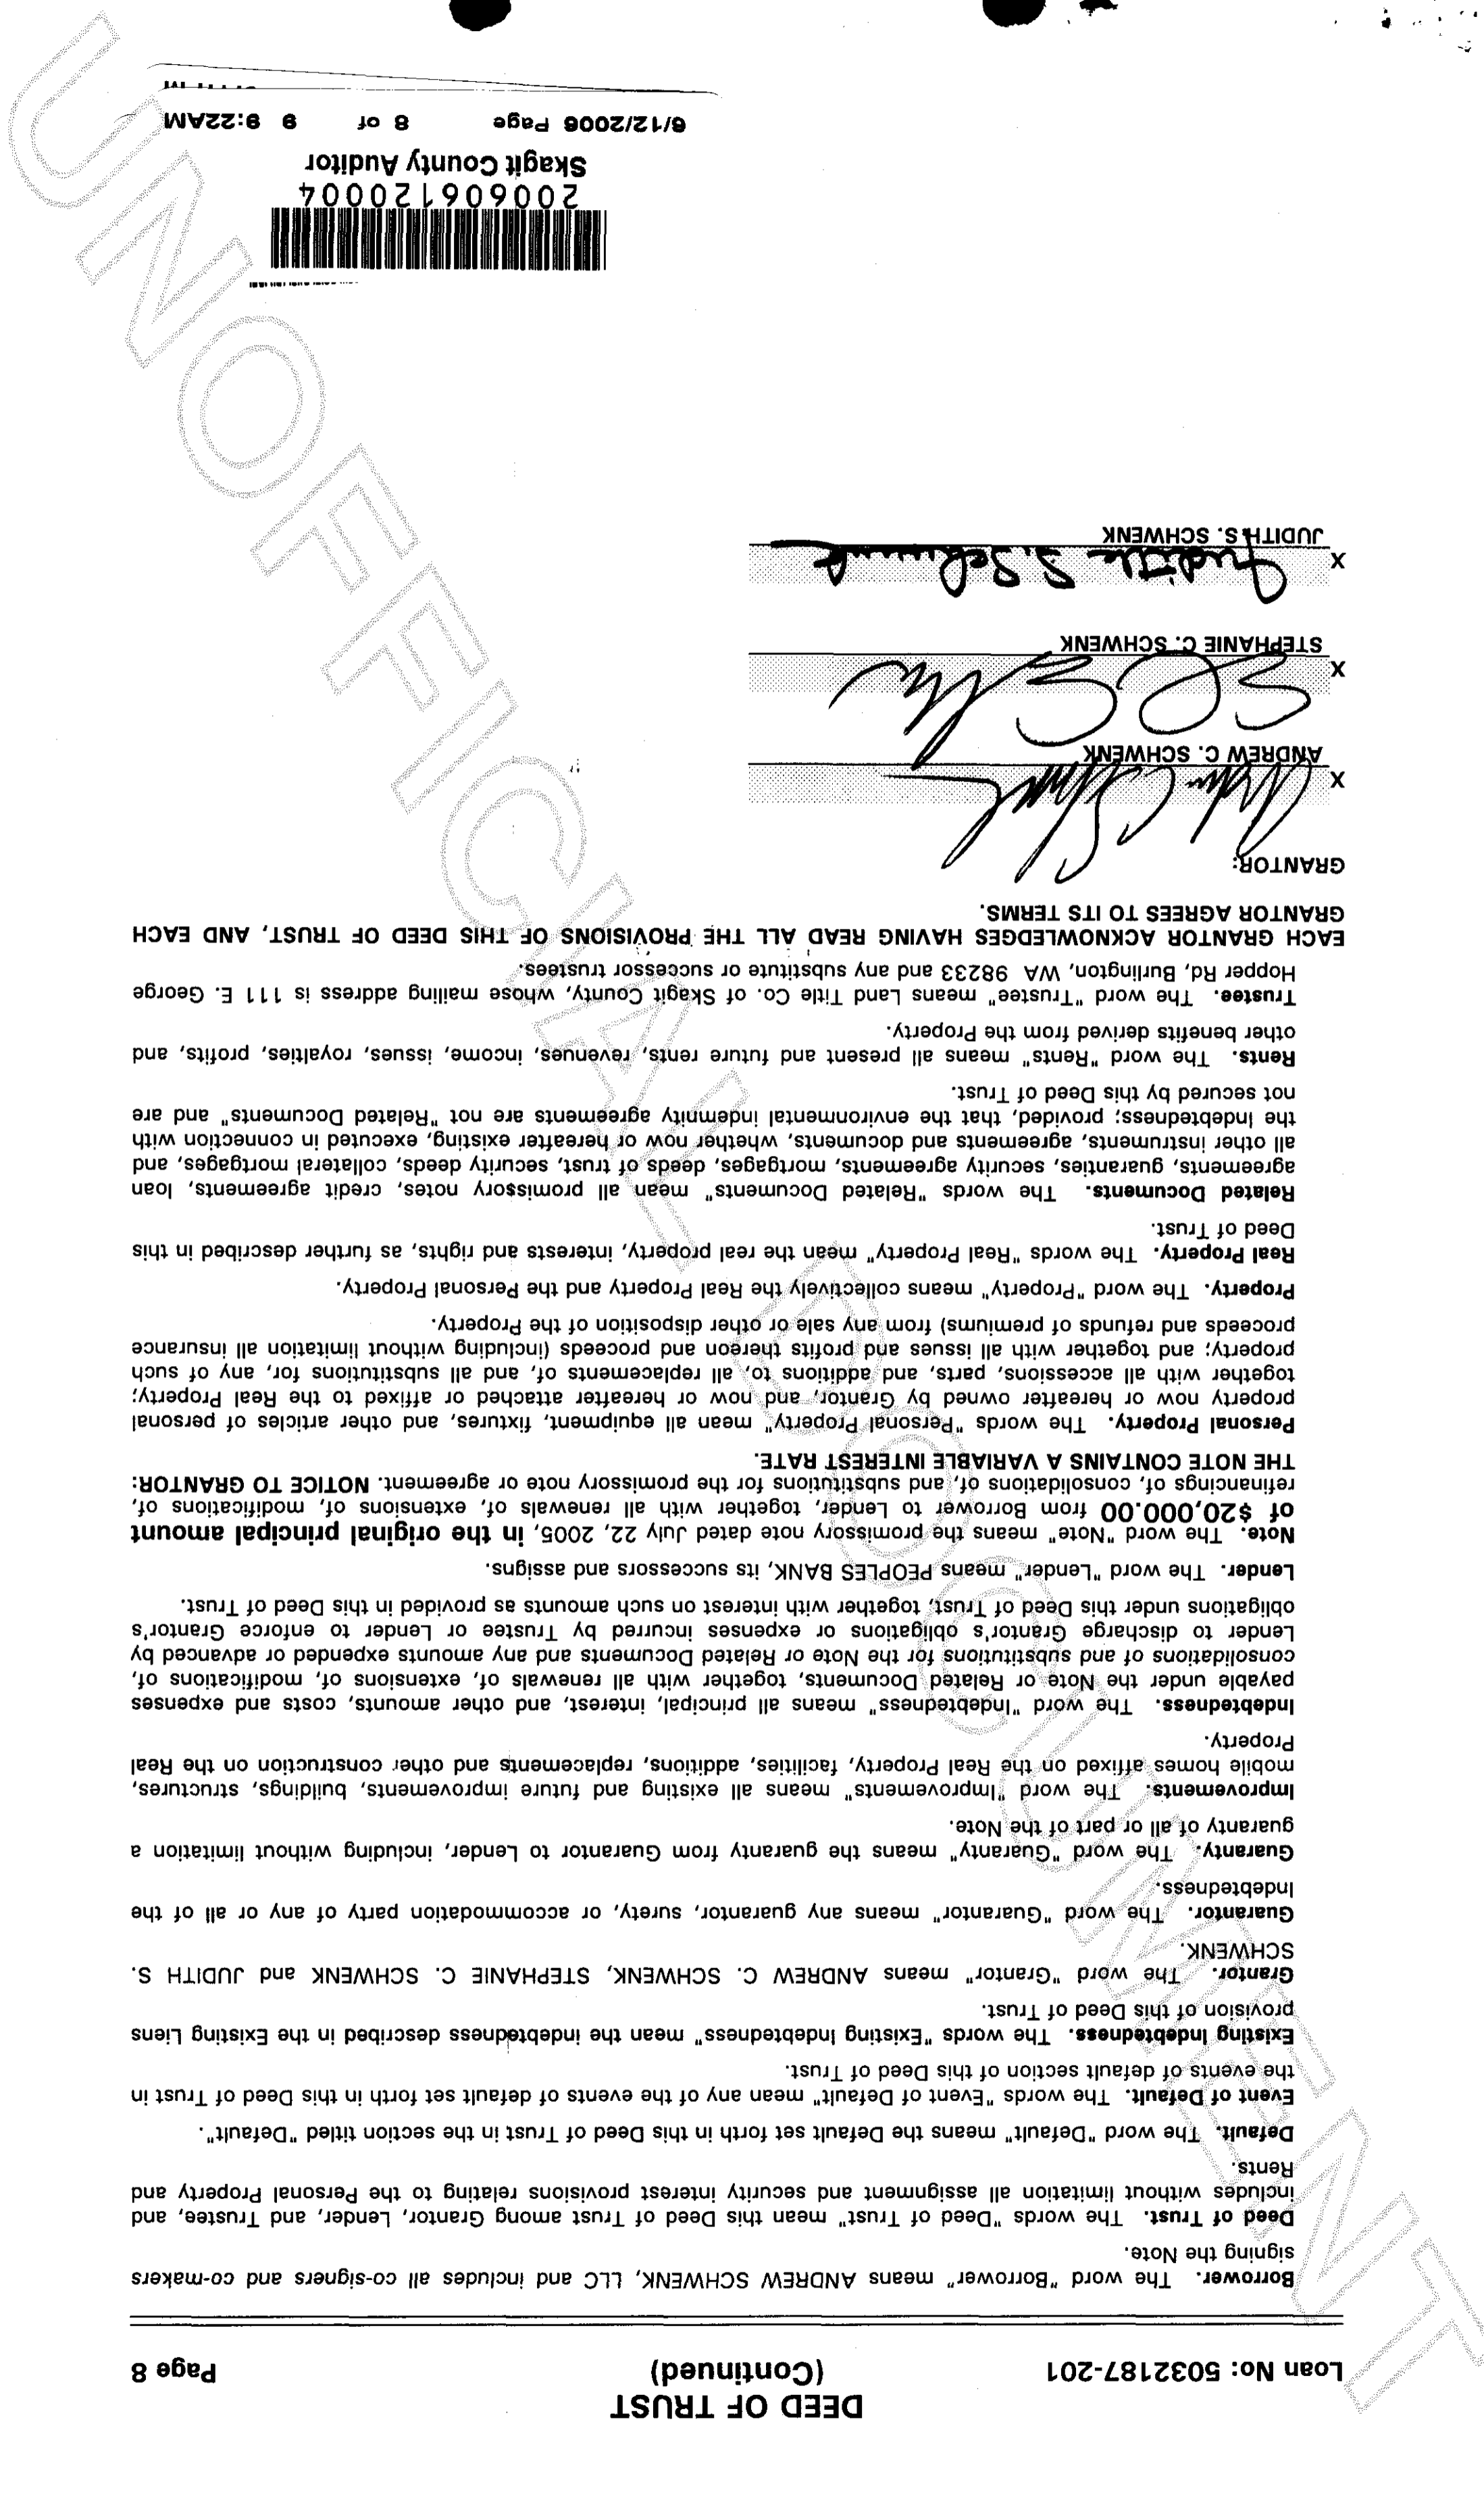 DEED OF TRUST
Loan No: 5032187-201 (Continued) Page 8
Borrower. The word "Borrower" means ANDREW SCHWENK, LLC and includes all co-signers and co-makers
signing the Note.
Deed of Trust. The words "Deed of Trust" mean this Deed of Trust among Grantor, Lender, and Trustee, and
includes without limitation all assignment and security interest provisions relating to the Personal Property and
Rents.
Default. The word "Default" means the Default set forth in this Deed of Trust in the section titled "Default".
Event of Default. The words "Event of Default" mean any of the events of default set forth in this Deed of Trust in
the events of default section of this Deed of Trust.
Existing Indebtedness. The words "Existing Indebtedness" mean the indebtedness described in the Existing Liens
provision of this Deed of Trust.
Grantor. The word "Grantor" means ANDREW C. SCHWENK, STEPHANIE C. SCHWENK and JUDITH S.
SCHWENK.
Guarantor. The word "Guarantor" means any guarantor, surety, or accommodation party of any or all of the
Indebtedness.
Guaranty. The word "Guaranty" means the guaranty from Guarantor to Lender, including without limitation a
guaranty of all or part of the Note.
Improvements. The word "Improvements" means all existing and future improvements, buildings, structures,
mobile homes affixed on the Real Property, facilities, additions, replacements and other construction on the Real
Property.
Indebtedness. The word "Indebtedness" means all principal, interest, and other amounts, costs and expenses
payable under the Note or Related Documents, together with all renewals of, extensions of, modifications of,
consolidations of and substitutions for the Note or Related Documents and any amounts expended or advanced by
Lender to discharge Grantor's obligations or expenses incurred by Trustee or Lender to enforce Grantor's
obligations under this Deed of Trust, together with interest on such amounts as provided in this Deed of Trust.
Lender. The word "Lender" means PEOPLES BANK, its successors and assigns.
Note. The word "Note" means the promissory note dated July 22, 2005, in the original principal amount
of $20,000.00 from Borrower to Lender, together with all renewals of, extensions of, modifications of,
refinancings of, consolidations of, and substitutions for the promissory note or agreement. NOTICE TO GRANTOR:
THE NOTE CONTAINS A VARIABLE INTEREST RATE.
Personal Property. The words "Personal Property" mean all equipment, fixtures, and other articles of personal
property now or hereafter owned by Grantor, and now or hereafter attached or affixed to the Real Property;
together with all accessions, parts, and additions to, all replacements of, and all substitutions for, any of such
property; and together with all issues and profits thereon and proceeds (including without limitation all insurance
proceeds and refunds of premiums) from any sale or other disposition of the Property.
Property. The word "Property" means collectively the Real Property and the Personal Property.
Real Property. The words "Real Property" mean the real property, interests and rights, as further described in this
Deed of Trust.
Related Documents. The words "Related Documents" mean all promissory notes, credit agreements, loan
agreements, guaranties, security agreements, mortgages, deeds of trust, security deeds, collateral mortgages, and
all other instruments, agreements and documents, whether now or hereafter existing, executed in connection with
the Indebtedness; provided, that the environmental indemnity agreements are not "Related Documents" and are
not secured by this Deed of Trust.
Rents. The word "Rents" means all present and future rents, revenues, income, issues, royalties, profits, and
other benefits derived from the Property.
Trustee. The word "Trustee" means Land Title Co. of Skagit County, whose mailing address is 111 E. George
Hopper Rd, Burlington, WA 98233 and any substitute or successor trustees.
EACH GRANTOR ACKNOWLEDGES HAVING READ ALL THE PROVISIONS OF THIS DEED OF TRUST, AND EACH
GRANTOR AGREES TO ITS TERMS.
GRANTOR:
X
ANDREW C. SCHWENK
X
STEPHANIE C. SCHWENK
X Judith S. Schwenk
JUDITH S. SCHWENK
200606120004
Skagit County Auditor
6/12/2006 Page 8 of 9 9:22AM
UNOFFICIAL DOCUMENT